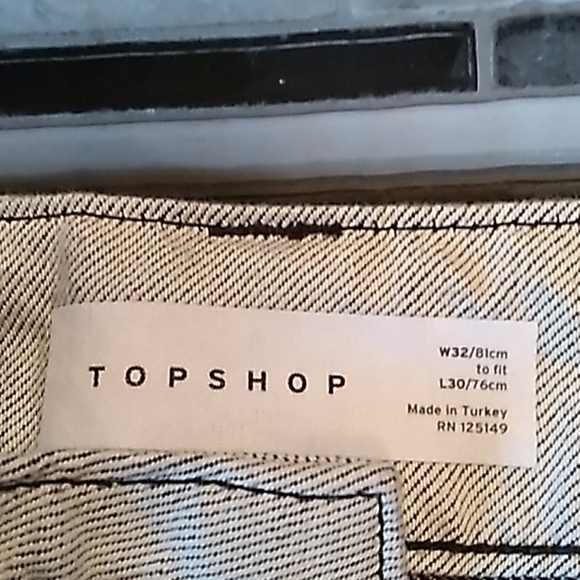 TOPSHOP
W32/81cm
to fit
L30/76cm
Made in Turkey
RN 125149